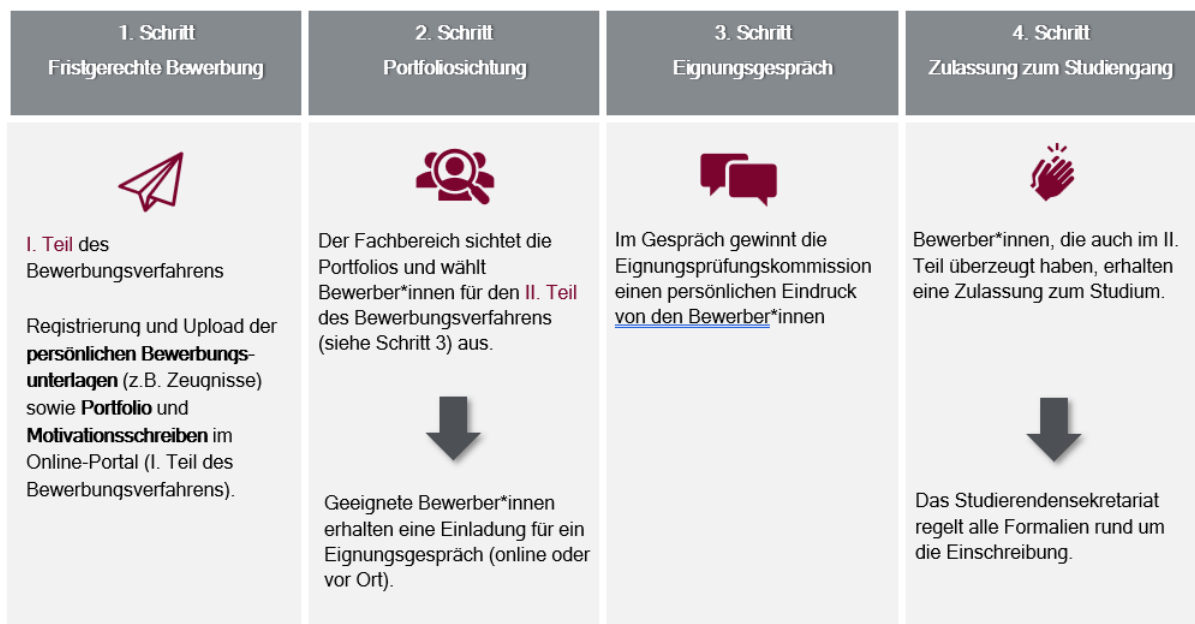 1. Schritt
Fristgerechte Bewerbung
I. Teil des
Bewerbungsverfahrens
Registrierung und Upload der
persönlichen Bewerbungs-
unterlagen (z.B. Zeugnisse)
sowie Portfolio und
Motivationsschreiben im
Online-Portal (I. Teil des
Bewerbungsverfahrens).
2. Schritt
Portfoliosichtung
Der Fachbereich sichtet die
Portfolios und wählt
Bewerber*innen für den II. Teil
des Bewerbungsverfahrens
(siehe Schritt 3) aus.
Geeignete Bewerber*innen
erhalten eine Einladung für ein
Eignungsgespräch (online oder
vor Ort).
3. Schritt
Eignungsgespräch
Im Gespräch gewinnt die
Eignungsprüfungskommission
einen persönlichen Eindruck
von den Bewerber*innen
4. Schritt
Zulassung zum Studiengang
Bewerber*innen, die auch im II.
Teil überzeugt haben, erhalten
eine Zulassung zum Studium.
Das Studierendensekretariat
regelt alle Formalien rund um
die Einschreibung.